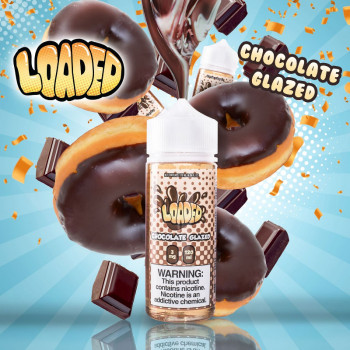 LOADED
CHOCOLATE
GLAZED
LOADED
CHOCOLATE GLAZED
WARNING:
This product
contains nicotine.
Nicotine is an
addictive chemical.